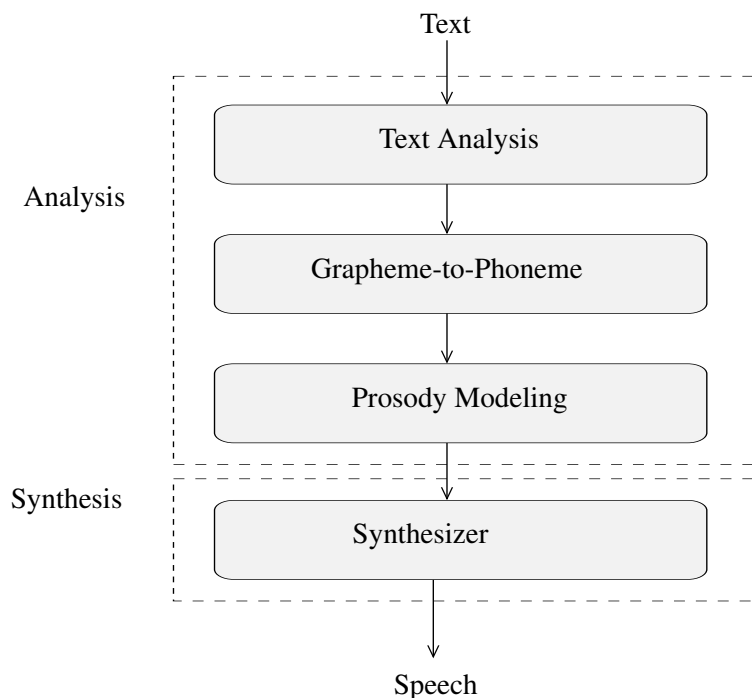 Text
Text Analysis
Analysis
Grapheme-to-Phoneme
Prosody Modeling
Synthesis
Synthesizer
Speech